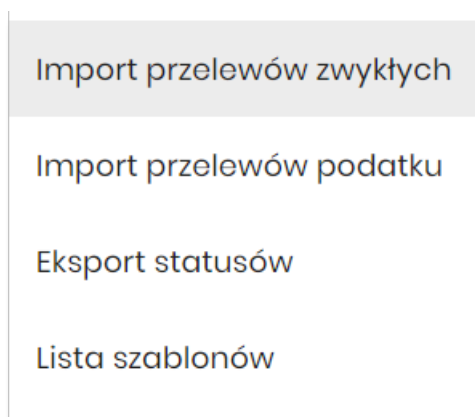 Import przelewów zwykłych
Import przelewów podatku
Eksport statusów
Lista szablonów